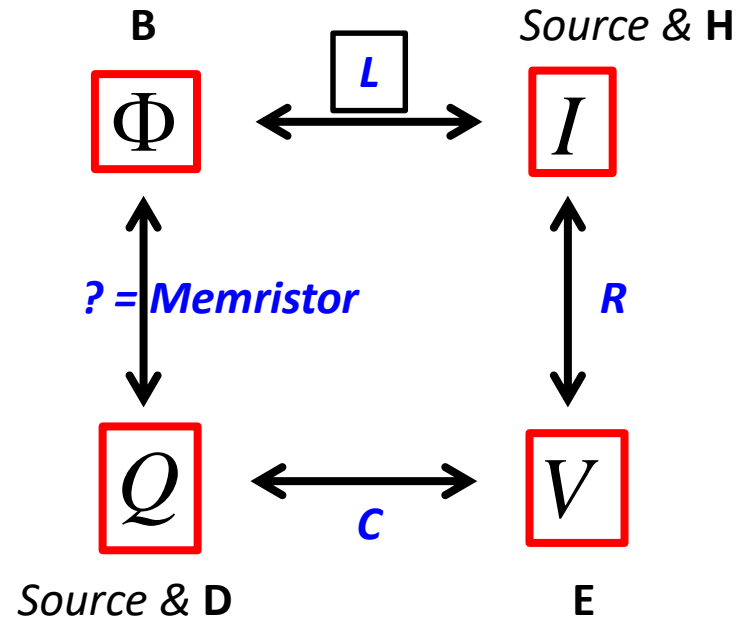 B
Source & H
L
Φ
I
? = Memristor
R
Q
V
C
Source & D
E